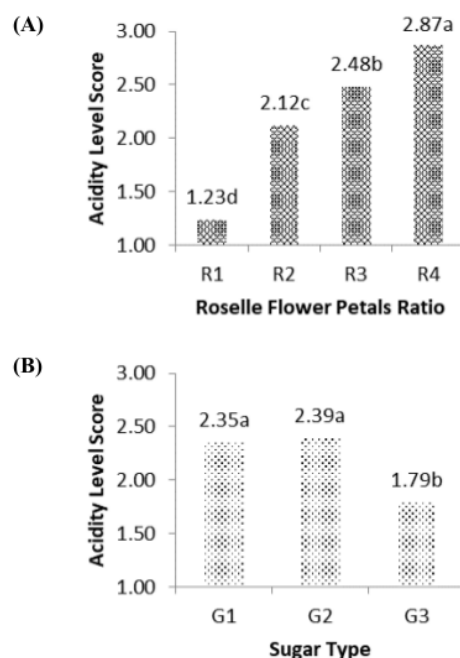 (A)
Acidity Level Score
3.00
2.50
2.00
1.50
1.00
1.23d
2.12c
2.48b
2.87a
R1 R2 R3 R4
Roselle Flower Petals Ratio
(B)
Acidity Level Score
3.00
2.50
2.00
1.50
1.00
2.35a
2.39a
1.79b
G1 G2 G3
Sugar Type